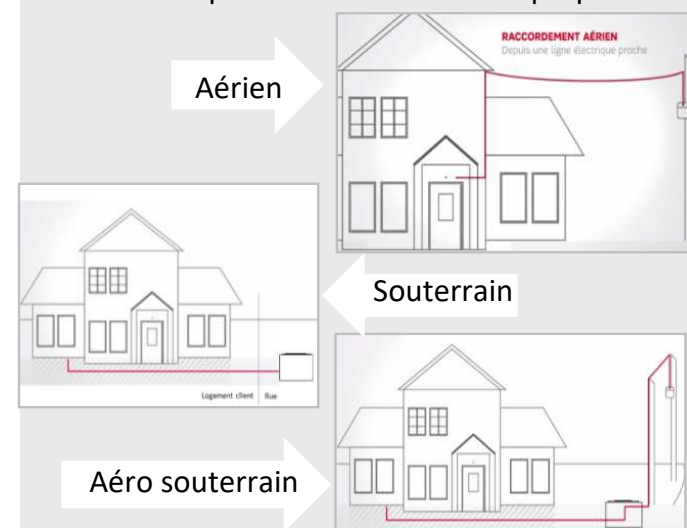 RACCORDEMENT AÉRIEN
Depuis une ligne électrique proche
Aérien
Souterrain
Logement client
Rue
Aéro souterrain